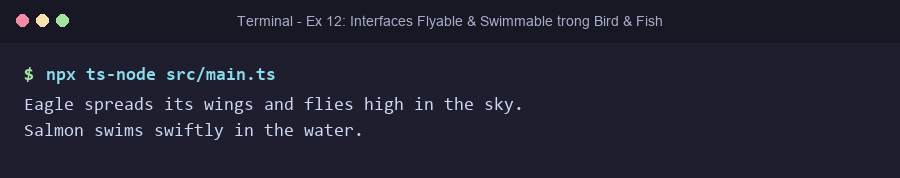 Terminal - Ex 12: Interfaces Flyable & Swimmable trong Bird & Fish
$ npx ts-node src/main.ts
Eagle spreads its wings and flies high in the sky.
Salmon swims swiftly in the water.